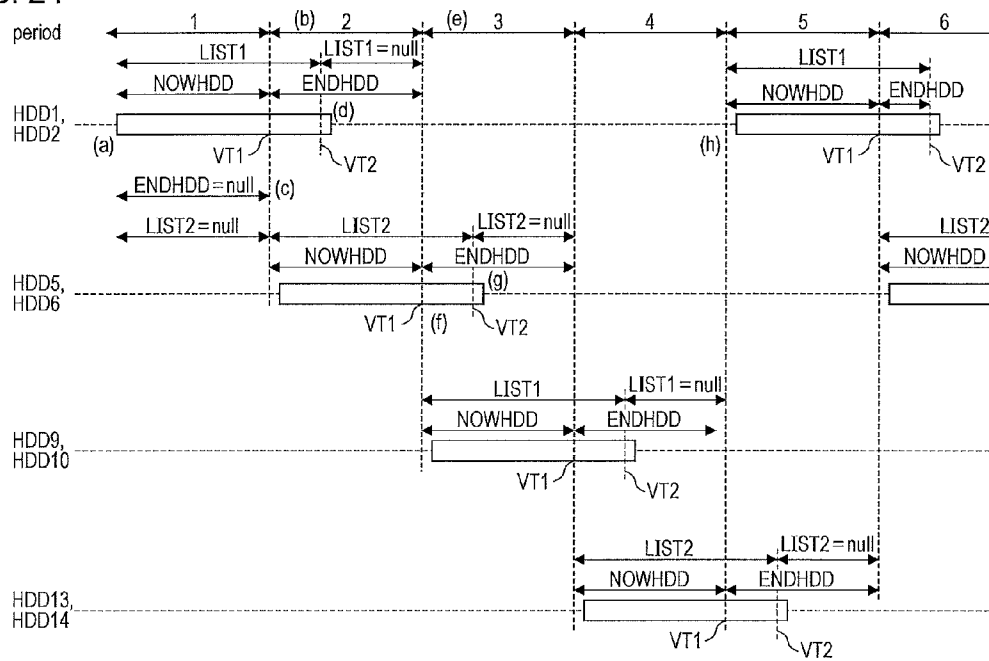 period 1 (b) 2 (e) 3 4 5 6
LIST1 LIST1=null LIST1
NOWHDD ENDHDD NOWHDD ENDHDD
HDD1,
HDD2
(a) (d) (h)
VT1 VT2 VT1 VT2
ENDHDD=null (c)
LIST2=null LIST2 LIST2=null LIST2
NOWHDD ENDHDD NOWHDD
HDD5,
HDD6
(g)
VT1 (f) VT2
LIST1 LIST1=null
NOWHDD ENDHDD
HDD9,
HDD10
VT1 VT2
LIST2 LIST2=null
NOWHDD ENDHDD
HDD13,
HDD14
VT1 VT2